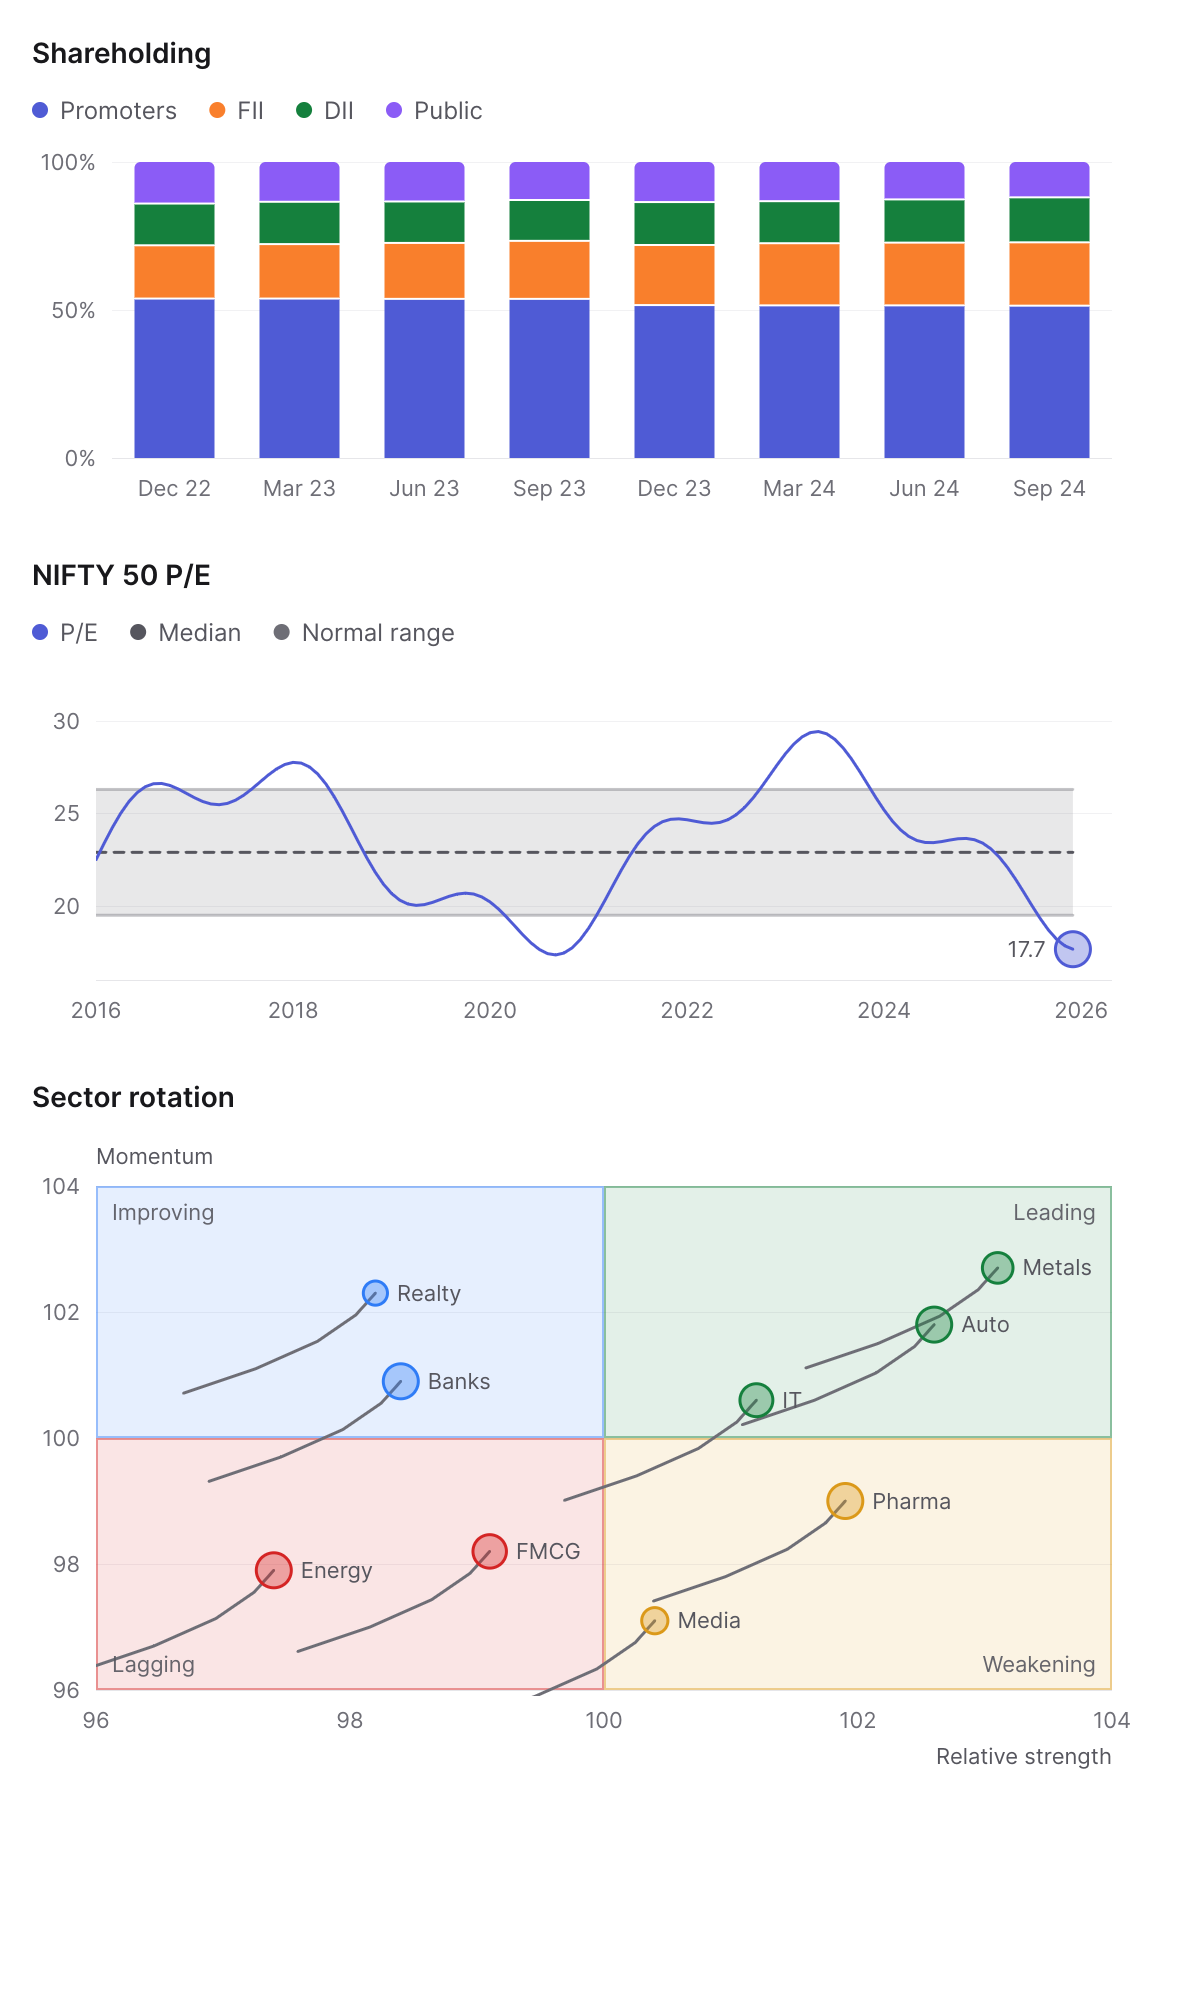 Shareholding
Promoters FII DII Public
100%
50%
0%
Dec 22 Mar 23 Jun 23 Sep 23 Dec 23 Mar 24 Jun 24 Sep 24
NIFTY 50 P/E
P/E Median Normal range
30
25
20
17.7
2016 2018 2020 2022 2024 2026
Sector rotation
Momentum
104
Improving Leading
Metals
Realty
102
Auto
Banks
IT
100
Pharma
FMCG
98
Energy
Media
Lagging Weakening
96
96 98 100 102 104
Relative strength